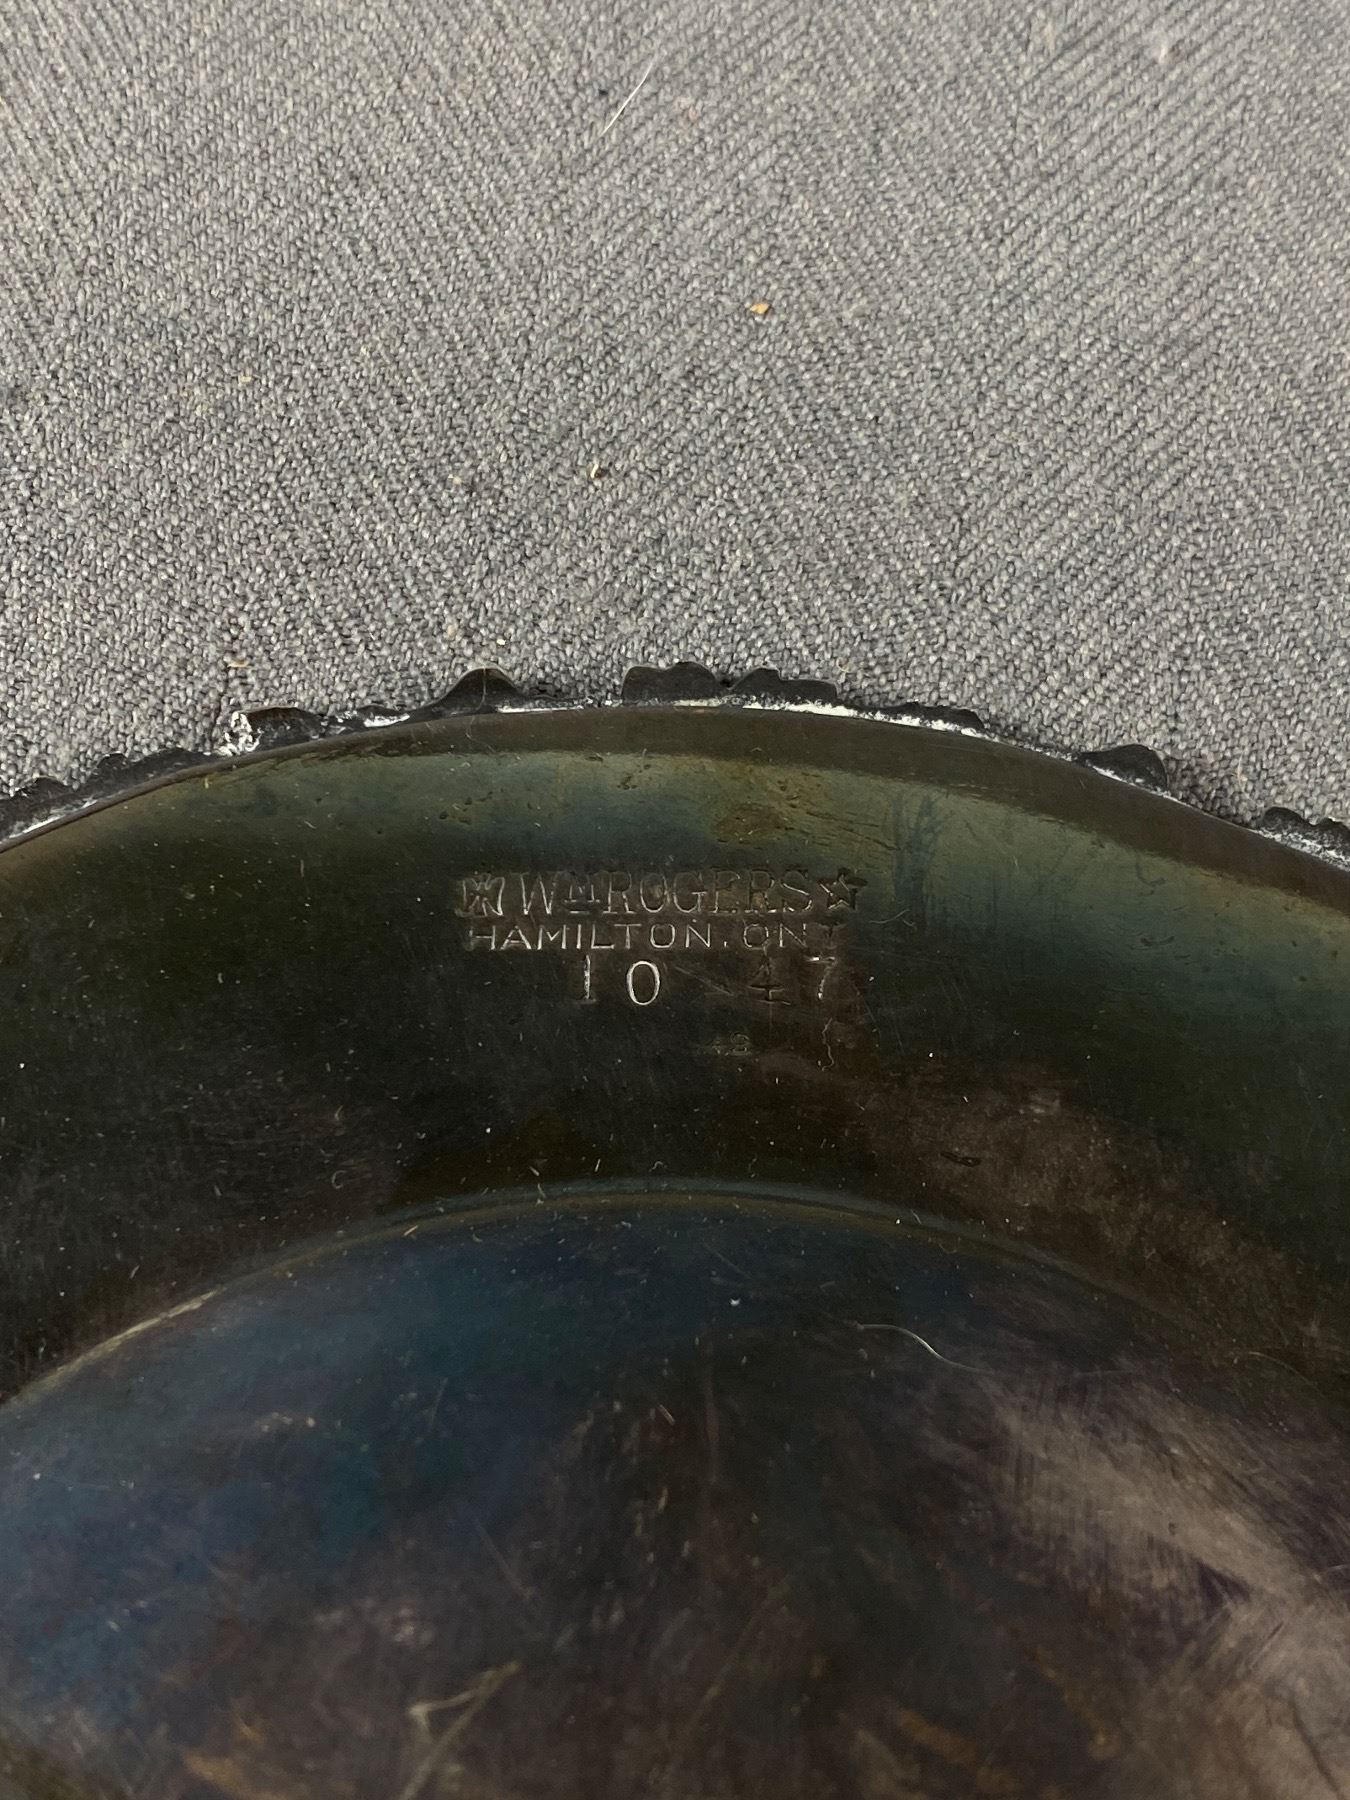 WM ROGERS ☆
HAMILTON. ONT
10 47